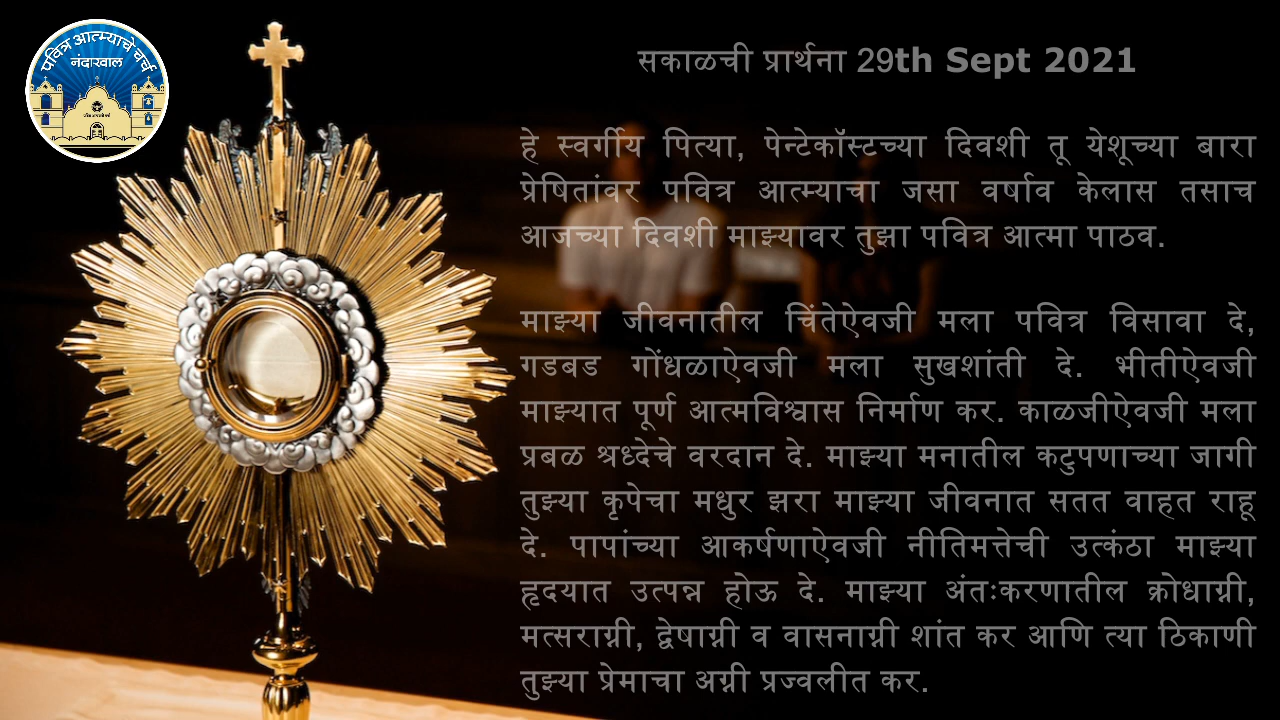 पवित्र आत्म्याचे चर्च
नंदाखाल
सकाळची प्रार्थना 29th Sept 2021
हे स्वर्गीय पित्या, पेन्टेकॉस्टच्या दिवशी तू येशूच्या बारा
प्रेषितांवर पवित्र आत्म्याचा जसा वर्षाव केलास तसाच
आजच्या दिवशी माझ्यावर तुझा पवित्र आत्मा पाठव.
माझ्या जीवनातील चिंतेऐवजी मला पवित्र विसावा दे,
गडबड गोंधळाऐवजी मला सुखशांती दे. भीतीऐवजी
माझ्यात पूर्ण आत्मविश्वास निर्माण कर. काळजीऐवजी मला
प्रबळ श्रध्देचे वरदान दे. माझ्या मनातील कटुपणाच्या जागी
तुझ्या कृपेचा मधुर झरा माझ्या जीवनात सतत वाहत राहू
दे. पापांच्या आकर्षणाऐवजी नीतिमत्तेची उत्कंठा माझ्या
हृदयात उत्पन्न होऊ दे. माझ्या अंतःकरणातील क्रोधाग्नी,
मत्सराग्नी, द्वेषाग्नी व वासनाग्नी शांत कर आणि त्या ठिकाणी
तुझ्या प्रेमाचा अग्नी प्रज्वलीत कर.